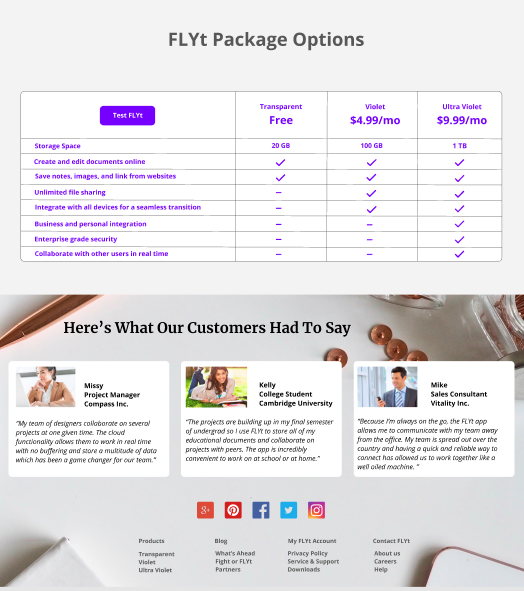 FLYt Package Options
Test FLYt
Transparent
Free
Violet
$4.99/mo
Ultra Violet
$9.99/mo
Storage Space 20 GB 100 GB 1 TB
Create and edit documents online
Save notes, images, and link from websites
Unlimited file sharing
Integrate with all devices for a seamless transition
Business and personal integration
Enterprise grade security
Collaborate with other users in real time
Here's What Our Customers Had To Say
Missy
Project Manager
Compass Inc.
"My team of designers collaborate on several
projects at one given time. The cloud
functionality allows them to work in real time
with no buffering and store a multitude of data
which has been a game changer for our team."
Kelly
College Student
Cambridge University
"The projects are building up in my final semester
of undergrad so I use FLYt to store all of my
educational documents and collaborate on
projects with peers. The app is incredibly
convenient to work on at school or at home."
Mike
Sales Consultant
Vitality Inc.
"Because I'm always on the go, the FLYt app
allows me to communicate with my team away
from the office. My team is spread out over the
country and having a quick and reliable way to
connect has allowed us to work together like a
well oiled machine. "
Products
Transparent
Violet
Ultra Violet
Blog
What's Ahead
Fight or FLYt
Partners
My FLYt Account
Privacy Policy
Service & Support
Downloads
Contact FLYt
About us
Careers
Help